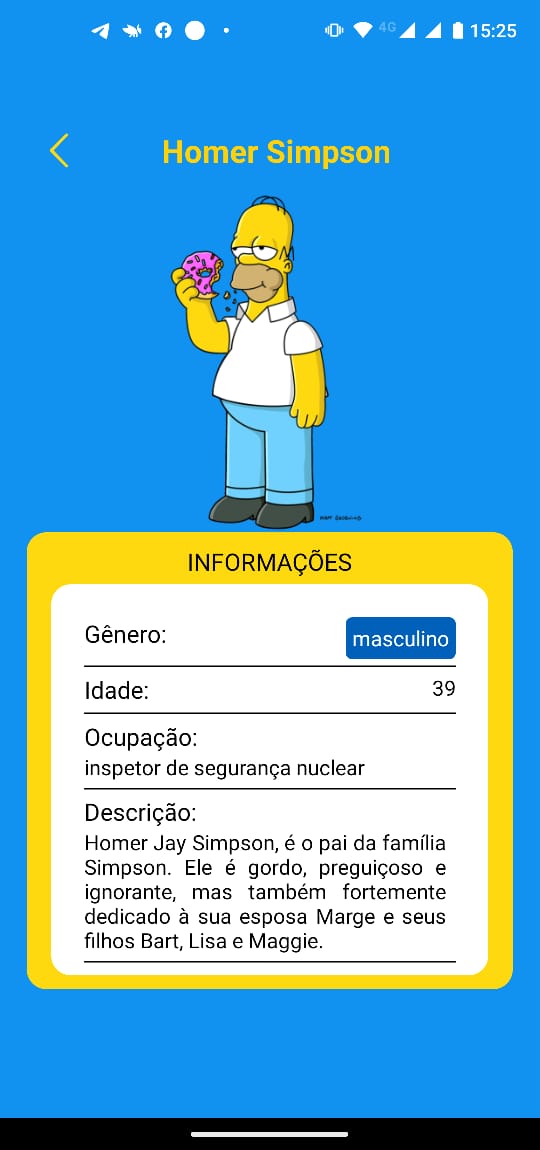 4G 15:25
Homer Simpson
MATT GROENING
INFORMAÇÕES
Gênero: masculino
Idade: 39
Ocupação:
inspetor de segurança nuclear
Descrição:
Homer Jay Simpson, é o pai da família
Simpson. Ele é gordo, preguiçoso e
ignorante, mas também fortemente
dedicado à sua esposa Marge e seus
filhos Bart, Lisa e Maggie.